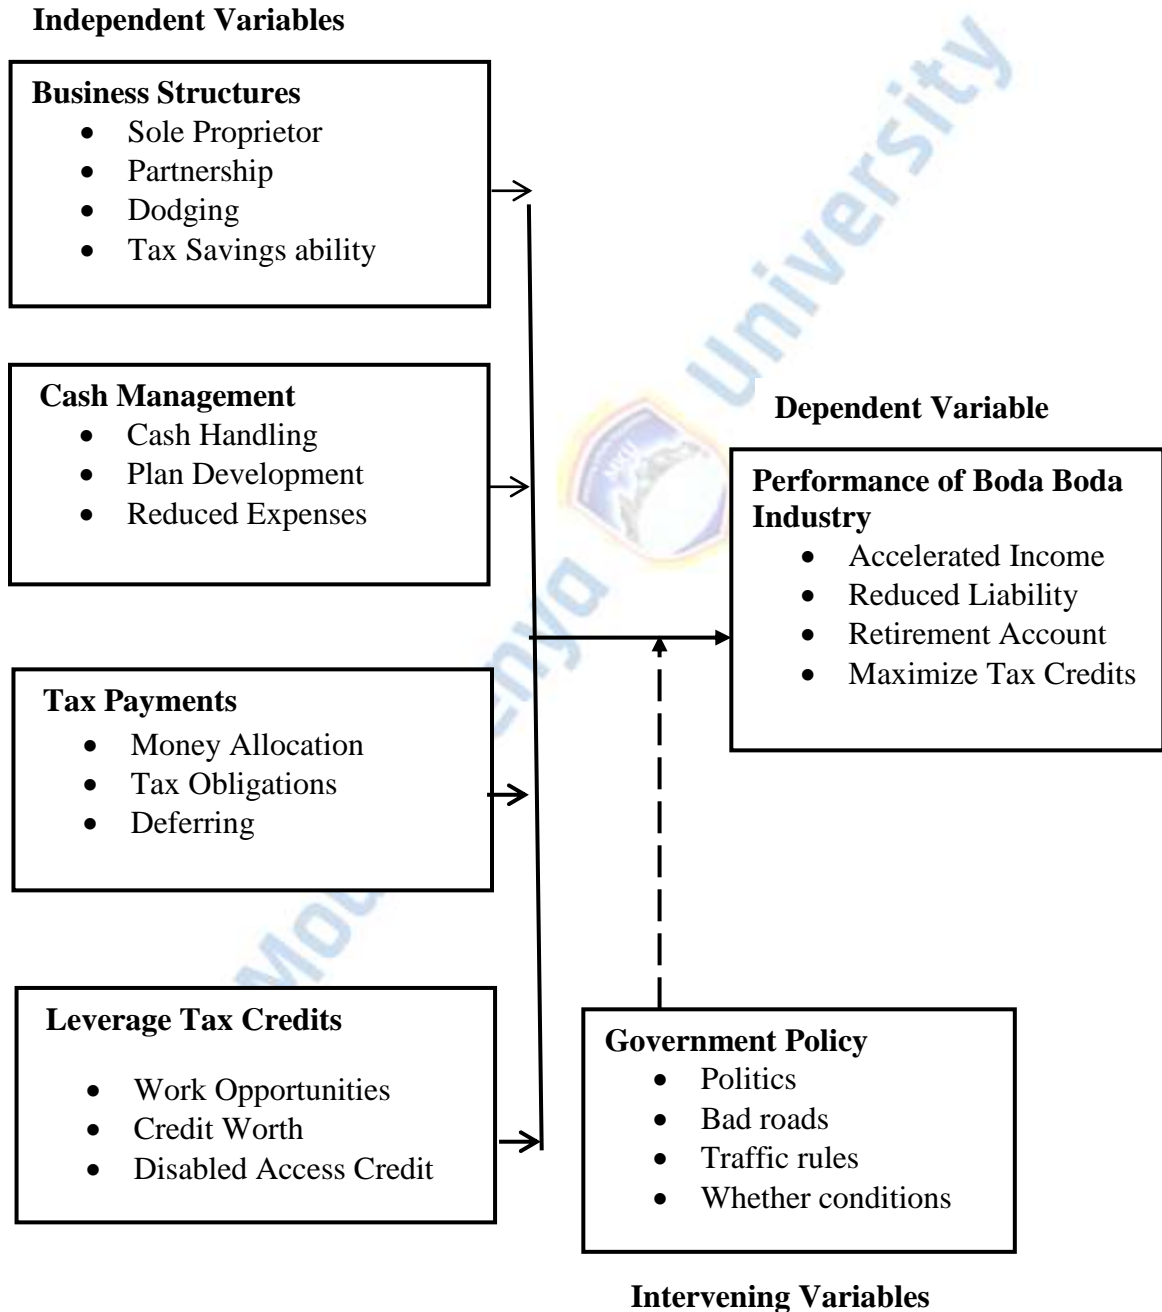 Independent Variables
Business Structures
• Sole Proprietor
• Partnership
• Dodging
• Tax Savings ability
Cash Management
• Cash Handling
• Plan Development
• Reduced Expenses
Tax Payments
• Money Allocation
• Tax Obligations
• Deferring
Leverage Tax Credits
• Work Opportunities
• Credit Worth
• Disabled Access Credit
Dependent Variable
Performance of Boda Boda
Industry
• Accelerated Income
• Reduced Liability
• Retirement Account
• Maximize Tax Credits
Government Policy
• Politics
• Bad roads
• Traffic rules
• Whether conditions
Intervening Variables
University